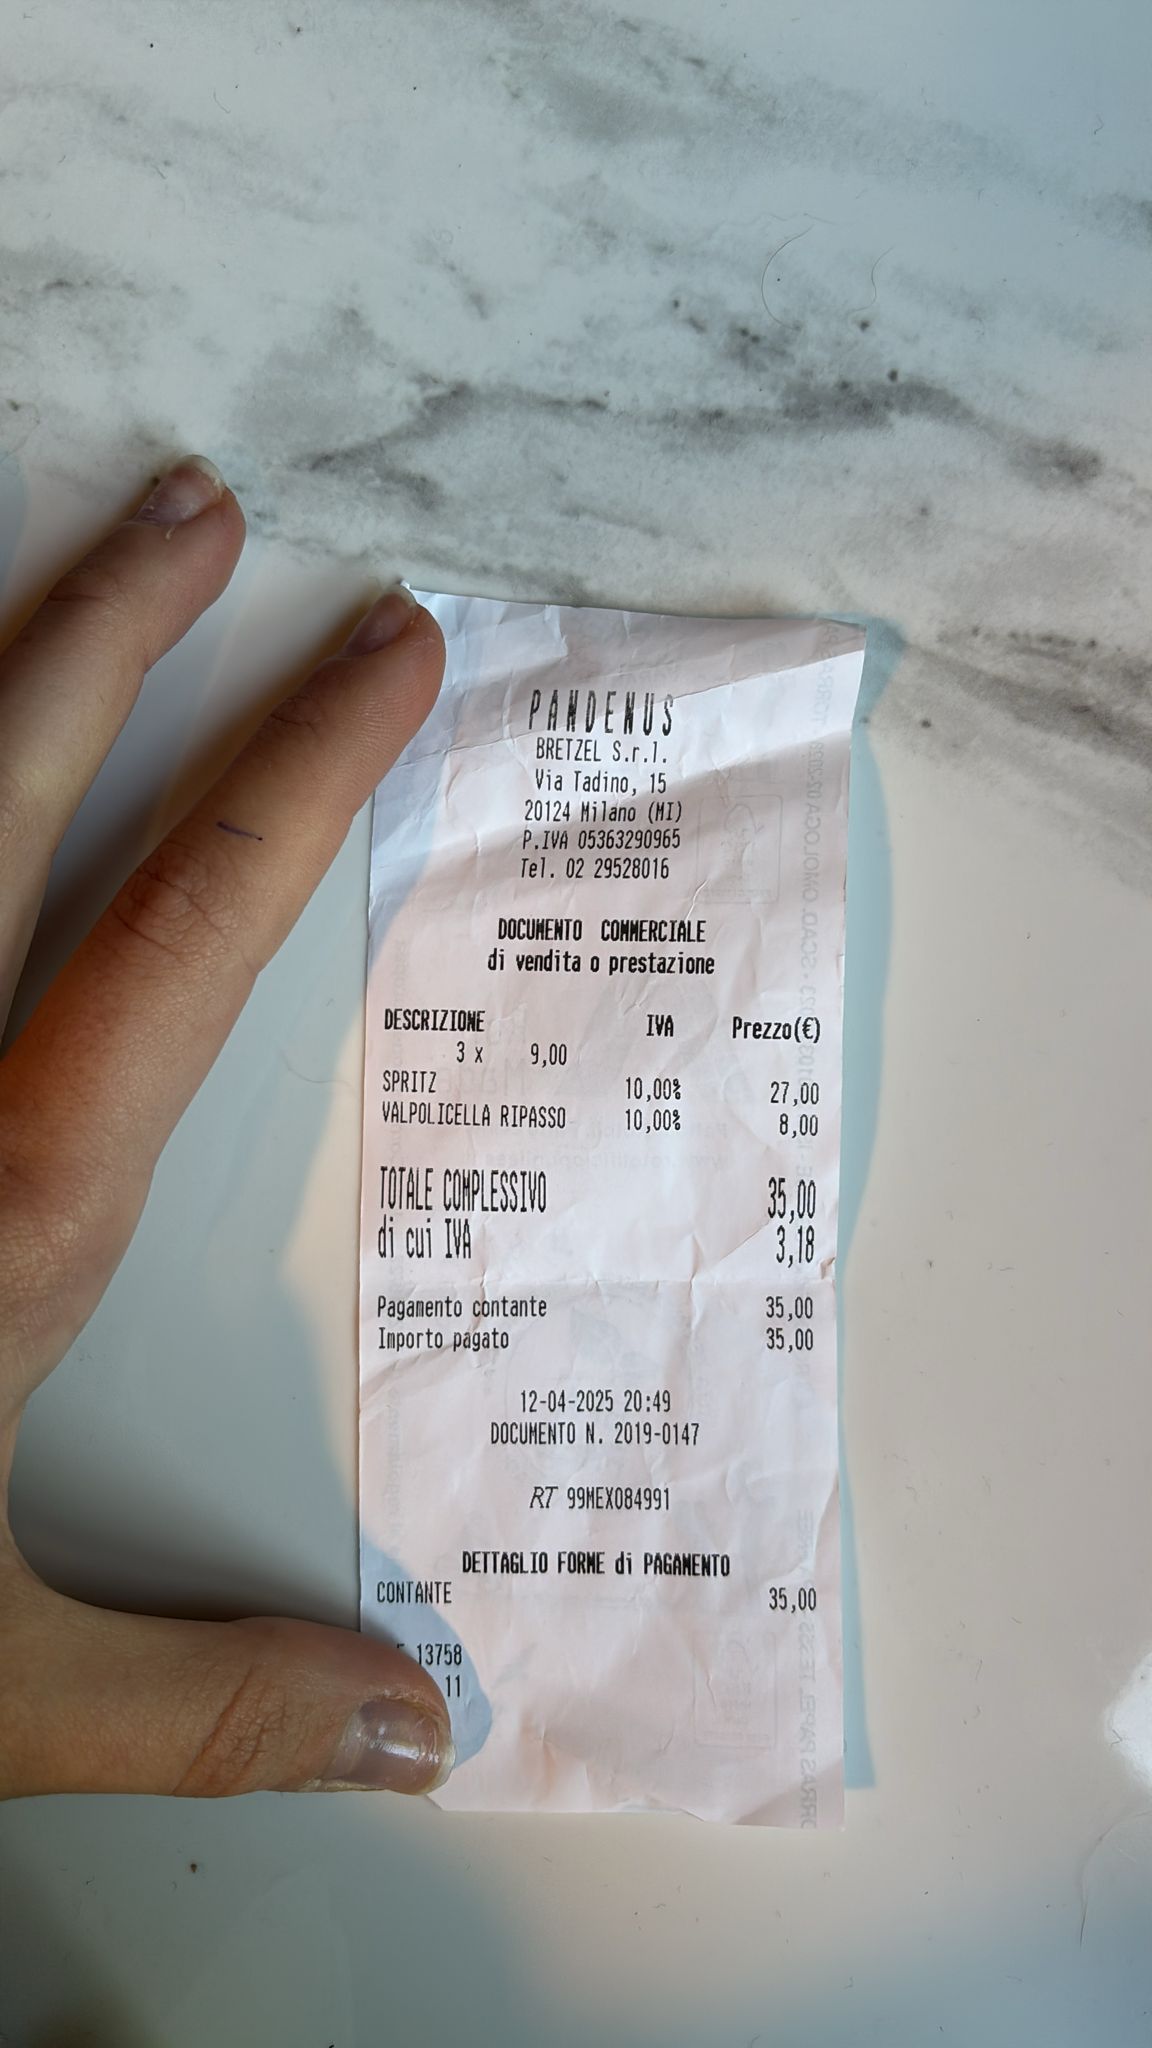 PANDENUS
BRETZEL S.r.l.
Via Tadino, 15
20124 Milano (MI)
P.IVA 05363290965
Tel. 02 29528016
DOCUMENTO COMMERCIALE
di vendita o prestazione
DESCRIZIONE IVA Prezzo(€)
3 x 9,00
SPRITZ 10,00% 27,00
VALPOLICELLA RIPASSO 10,00% 8,00
TOTALE COMPLESSIVO 35,00
di cui IVA 3,18
Pagamento contante 35,00
Importo pagato 35,00
12-04-2025 20:49
DOCUMENTO N. 2019-0147
RT 99MEX084991
DETTAGLIO FORME di PAGAMENTO
CONTANTE 35,00
13758
11